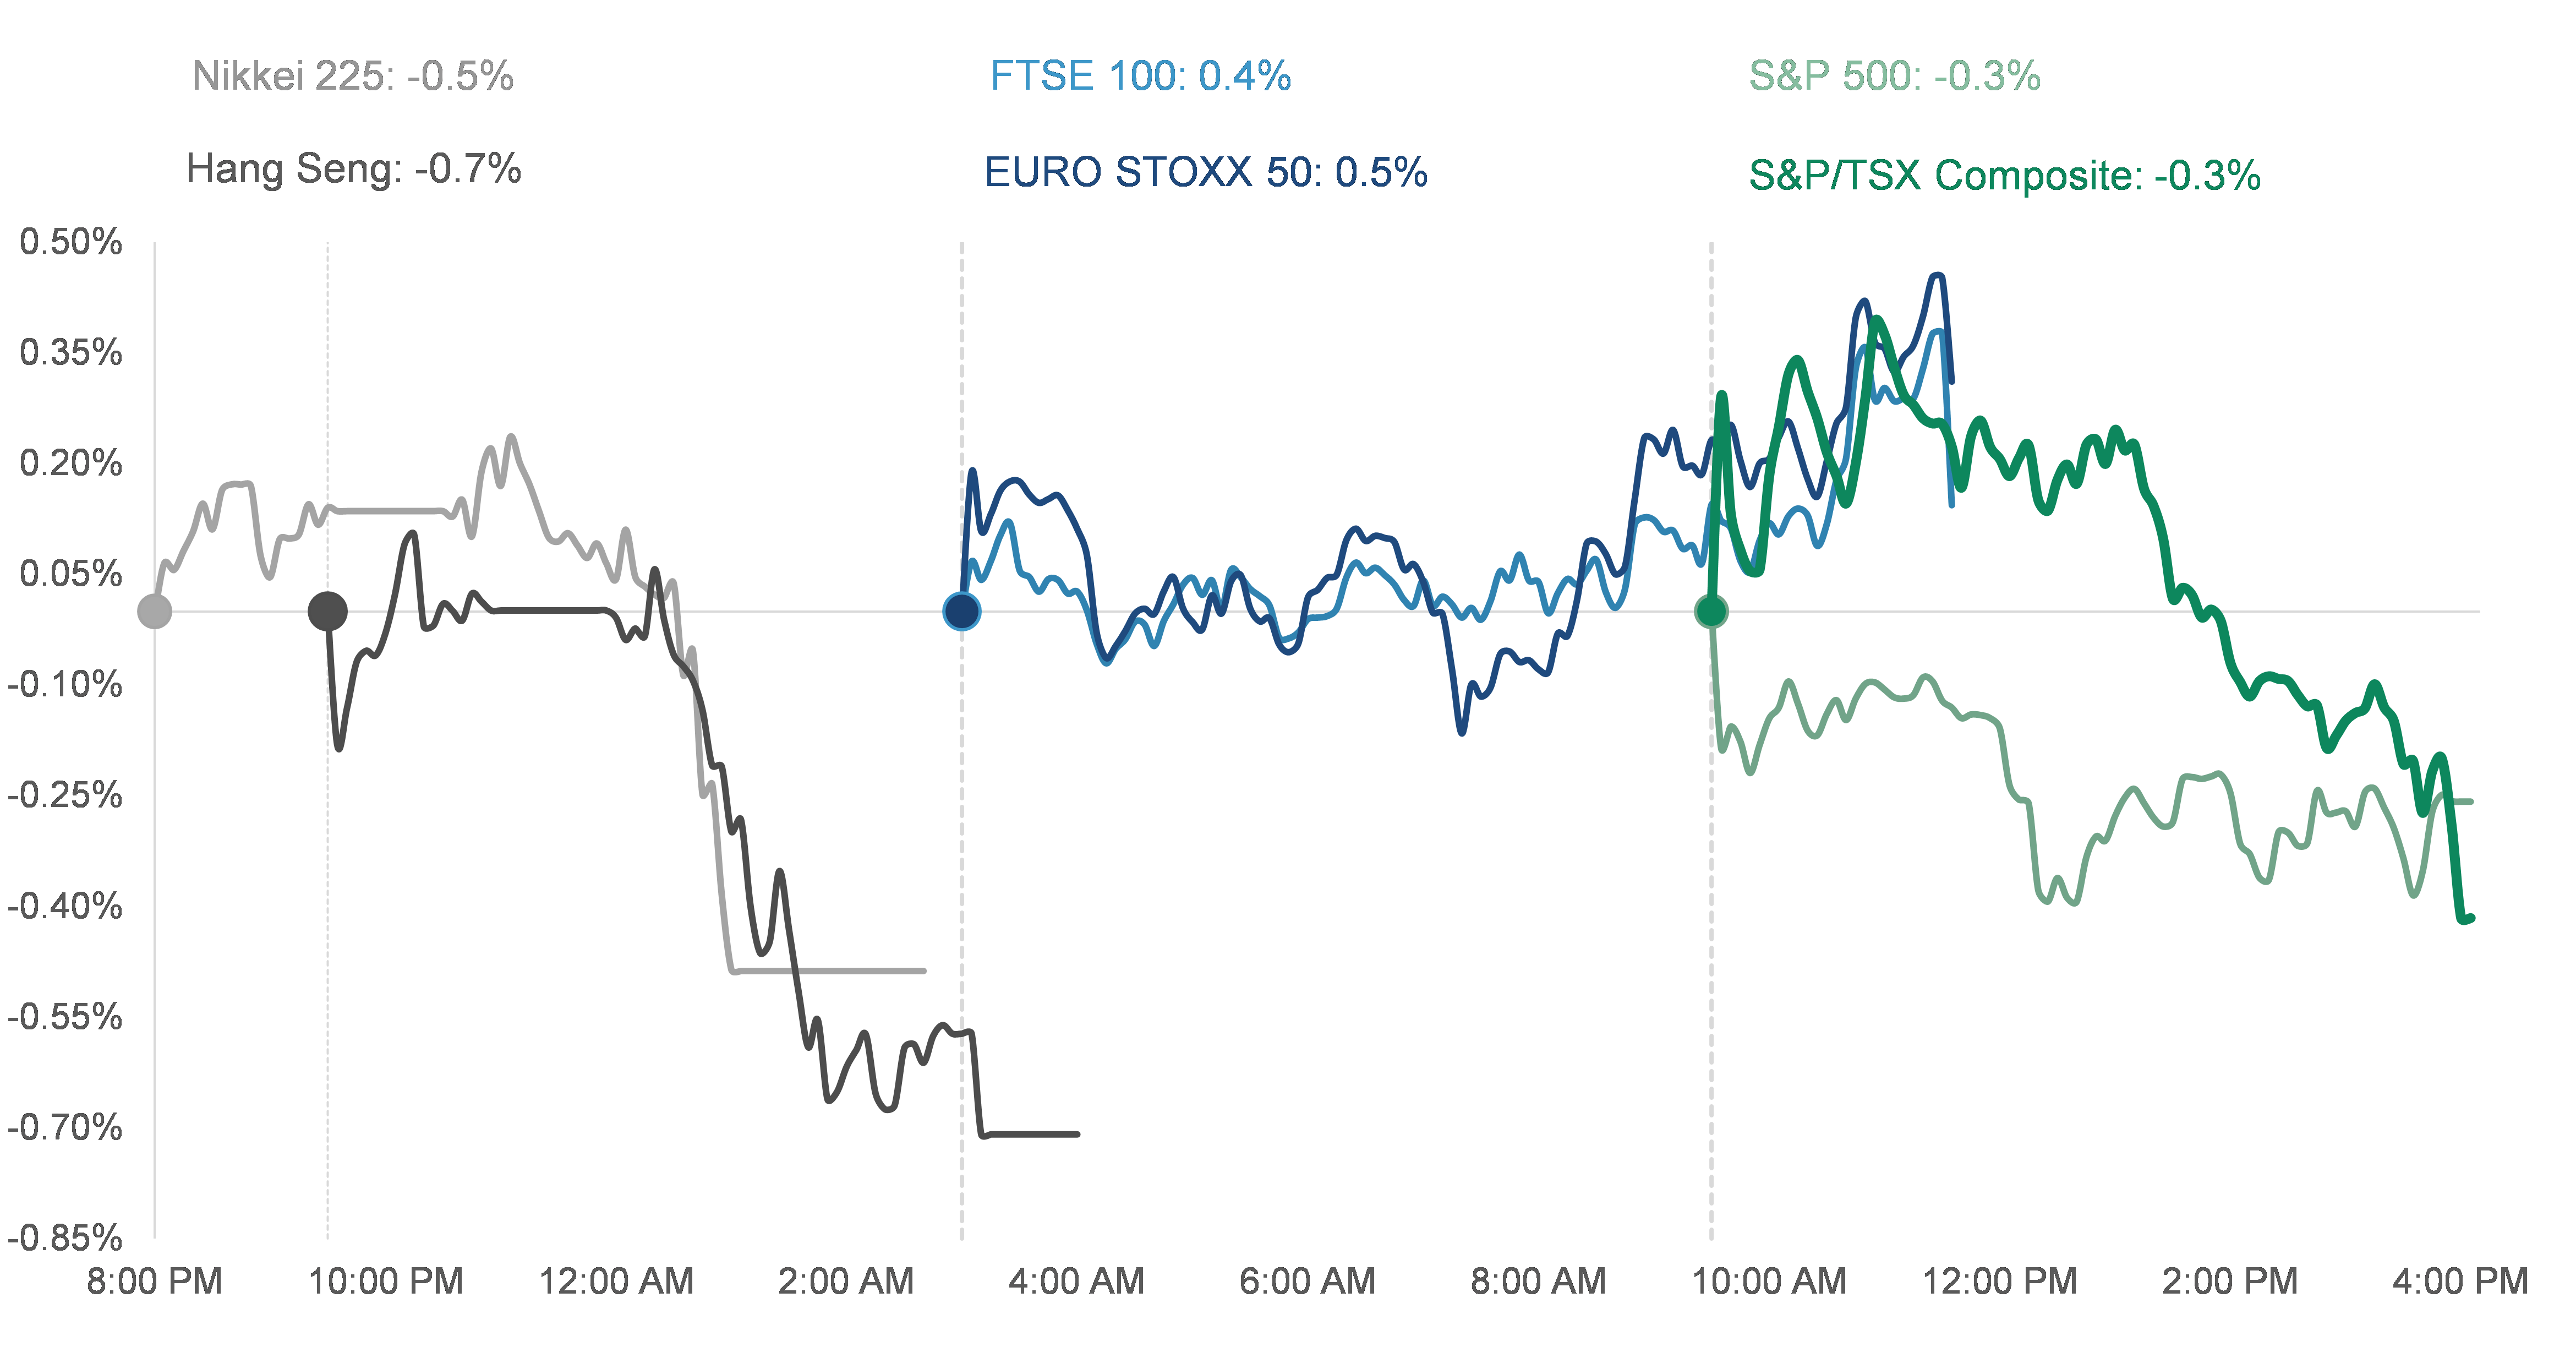 Nikkei 225: -0.5%
FTSE 100: 0.4%
S&P 500: -0.3%
Hang Seng: -0.7%
EURO STOXX 50: 0.5%
S&P/TSX Composite: -0.3%
0.50%
0.35%
0.20%
0.05%
-0.10%
-0.25%
-0.40%
-0.55%
-0.70%
-0.85%
8:00 PM
10:00 PM
12:00 AM
2:00 AM
4:00 AM
6:00 AM
8:00 AM
10:00 AM
12:00 PM
2:00 PM
4:00 PM